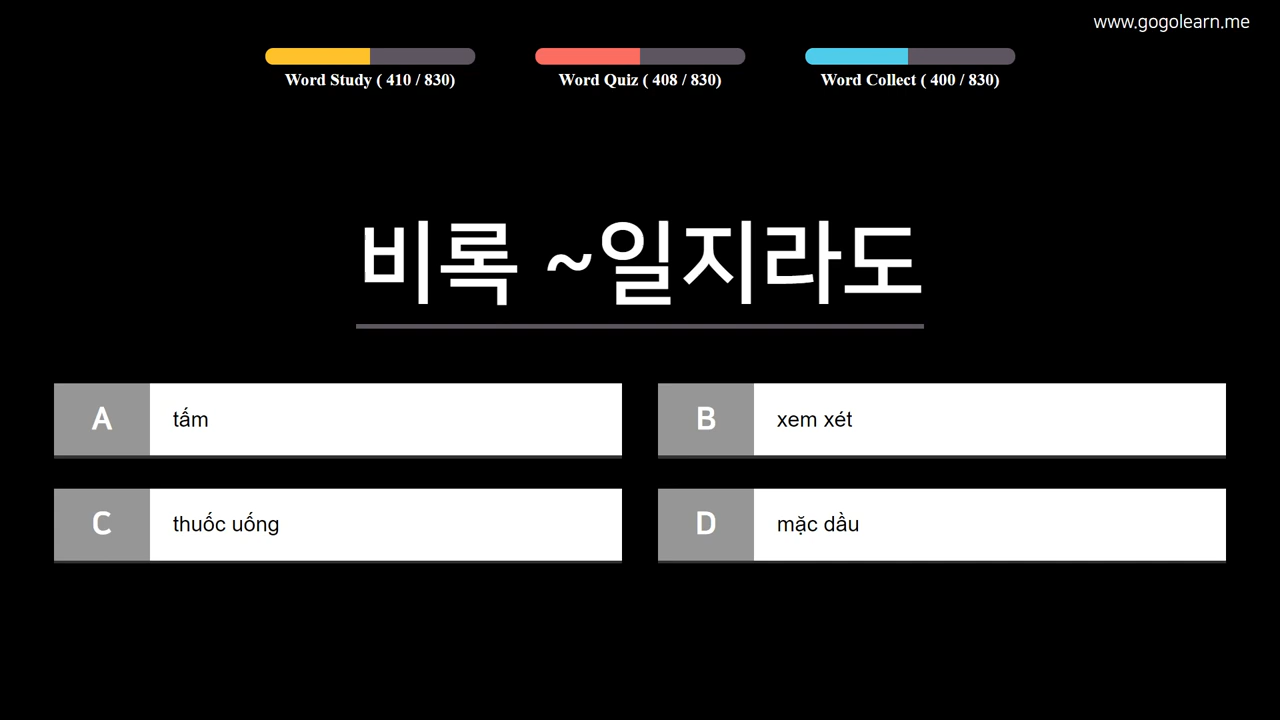 www.gogolearn.me
Word Study ( 410 / 830)
Word Quiz ( 408 / 830)
Word Collect ( 400 / 830)
비록 ~일지라도
A tấm
B xem xét
C thuốc uống
D mặc dầu